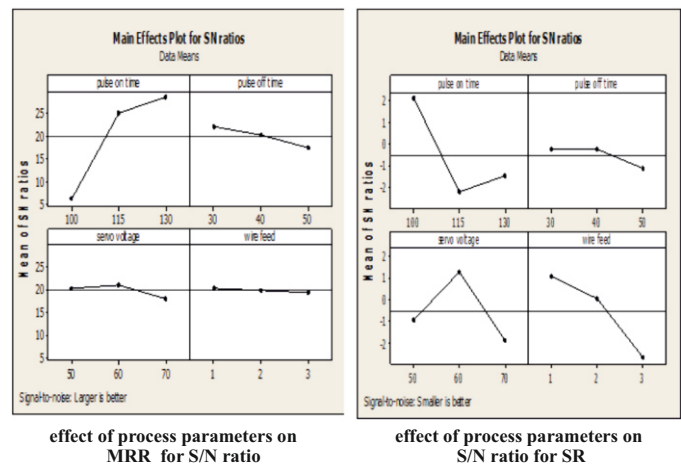 Main Effects Plot for SN ratios
Data Means
pulse on time
pulse off time
25
20
15
10
5
100
115
130
30
40
50
servo voltage
wire feed
25
20
15
10
5
50
60
70
1
2
3
Mean of SN ratios
Signal-to-noise: Larger is better
effect of process parameters on
MRR for S/N ratio
Main Effects Plot for SN ratios
Data Means
pulse on time
pulse off time
2
1
0
-1
-2
100
115
130
30
40
50
servo voltage
wire feed
2
1
0
-1
-2
50
60
70
1
2
3
Mean of SN ratios
Signal-to-noise: Smaller is better
effect of process parameters on
S/N ratio for SR